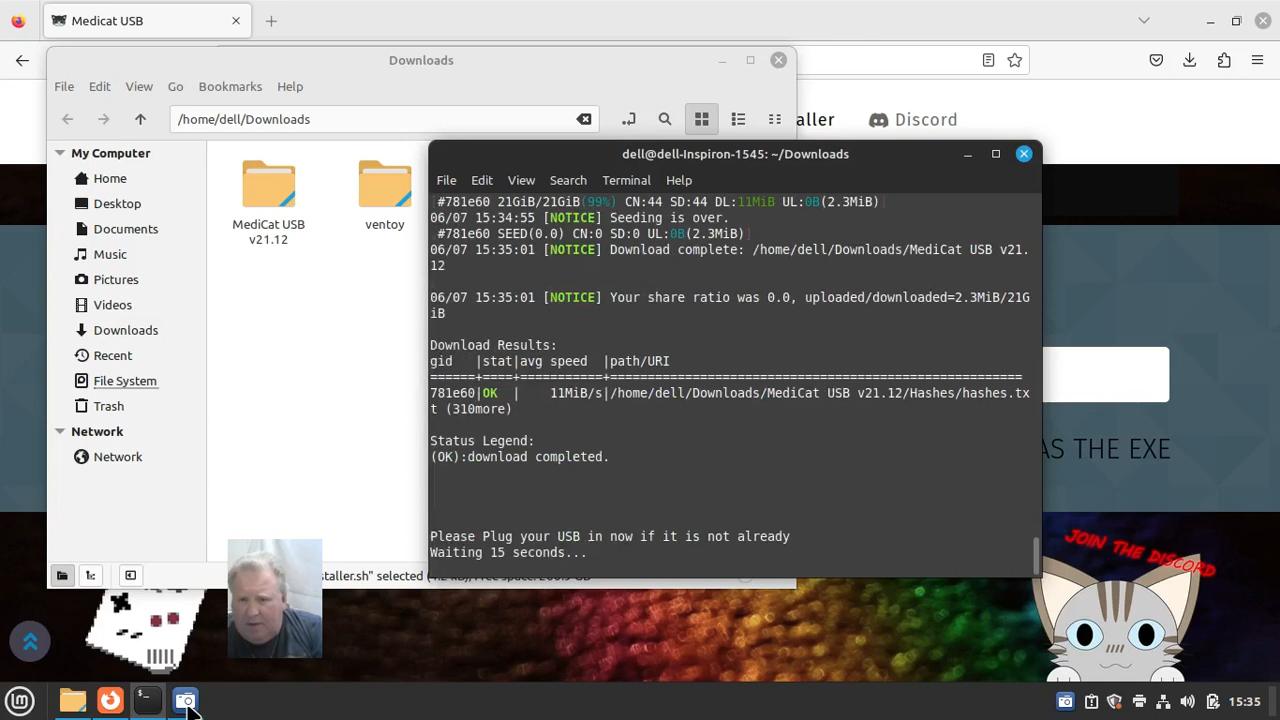 Medicat USB
Downloads
File Edit View Go Bookmarks Help
/home/dell/Downloads
My Computer
Home
Desktop
Documents
Music
Pictures
Videos
Downloads
Recent
File System
Trash
Network
Network
MediCat USB
v21.12
ventoy
staller.sh" selected
aller
Discord
dell@dell-Inspiron-1545: ~/Downloads
File Edit View Search Terminal Help
[#781e60 21GiB/21GiB(99%) CN:44 SD:44 DL:11MiB UL:0B(2.3MiB)]
06/07 15:34:55 [NOTICE] Seeding is over.
[#781e60 SEED(0.0) CN:0 SD:0 UL:0B(2.3MiB)]
06/07 15:35:01 [NOTICE] Download complete: /home/dell/Downloads/MediCat USB v21.
12
06/07 15:35:01 [NOTICE] Your share ratio was 0.0, uploaded/downloaded=2.3MiB/21G
iB
Download Results:
gid   |stat|avg speed  |path/URI
======+====+===========+=======================================================
781e60|OK  |    11MiB/s|/home/dell/Downloads/MediCat USB v21.12/Hashes/hashes.tx
t (310more)
Status Legend:
(OK):download completed.
Please Plug your USB in now if it is not already
Waiting 15 seconds...
AS THE EXE
JOIN THE DISCORD
15:35